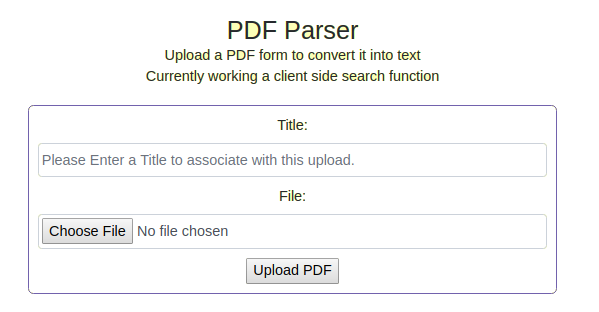 PDF Parser
Upload a PDF form to convert it into text
Currently working a client side search function
Title:
Please Enter a Title to associate with this upload.
File:
Choose File No file chosen
Upload PDF